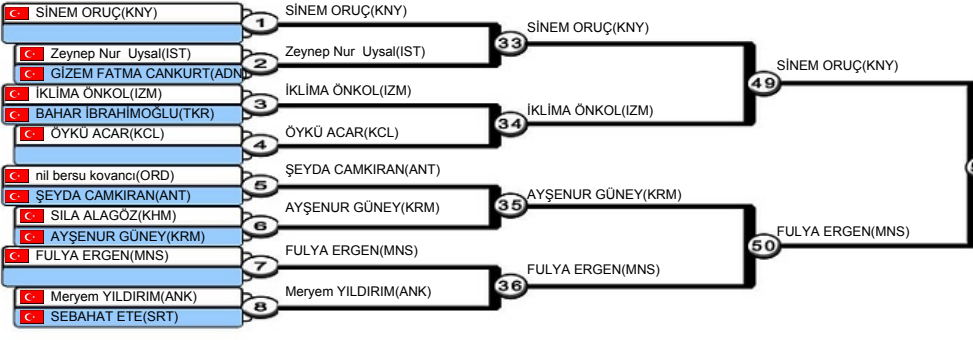 SİNEM ORUÇ(KNY)
1
SİNEM ORUÇ(KNY)
Zeynep Nur Uysal(IST)
GİZEM FATMA CANKURT(ADN)
2
Zeynep Nur Uysal(IST)
33
SİNEM ORUÇ(KNY)
İKLİMA ÖNKOL(IZM)
BAHAR İBRAHİMOĞLU(TKR)
3
İKLİMA ÖNKOL(IZM)
ÖYKÜ ACAR(KCL)
4
ÖYKÜ ACAR(KCL)
34
İKLİMA ÖNKOL(IZM)
49
SİNEM ORUÇ(KNY)
nil bersu kovancı(ORD)
ŞEYDA CAMKIRAN(ANT)
5
ŞEYDA CAMKIRAN(ANT)
SILA ALAGÖZ(KHM)
AYŞENUR GÜNEY(KRM)
6
AYŞENUR GÜNEY(KRM)
35
AYŞENUR GÜNEY(KRM)
FULYA ERGEN(MNS)
7
FULYA ERGEN(MNS)
Meryem YILDIRIM(ANK)
SEBAHAT ETE(SRT)
8
Meryem YILDIRIM(ANK)
36
FULYA ERGEN(MNS)
50
FULYA ERGEN(MNS)